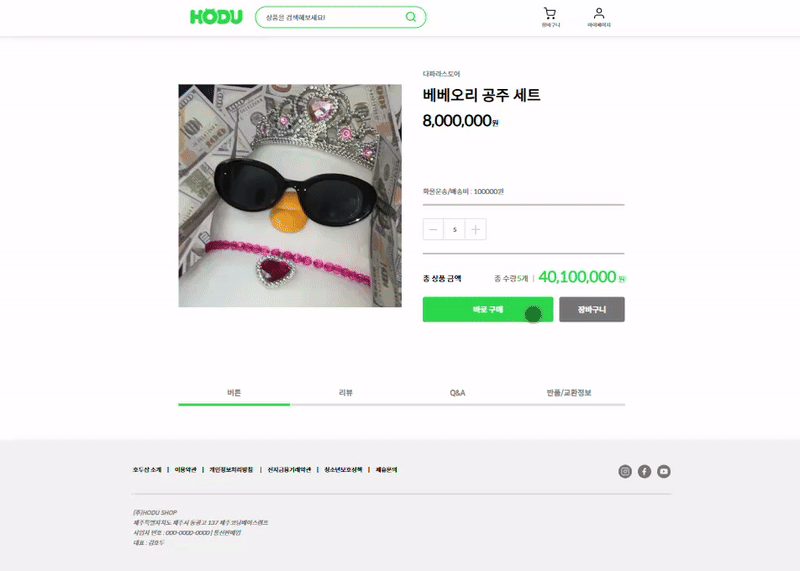 HODU
상품을 검색해보세요!
장바구니
마이페이지
다파라스토어
베베오리 공주 세트
8,000,000원
화물운송/배송비 : 100000원
5
총 상품 금액
총 수량 5개
40,100,000 원
바로 구매
장바구니
버튼
리뷰
Q&A
반품/교환정보
호두샵 소개 | 이용약관 | 개인정보처리방침 | 전자금융거래약관 | 청소년보호정책 | 제휴문의
(주)HODU SHOP
제주특별자치도 제주시 동광고 137 제주코딩베이스캠프
사업자 번호 : 000-0000-0000 | 통신판매업
대표 : 김호두